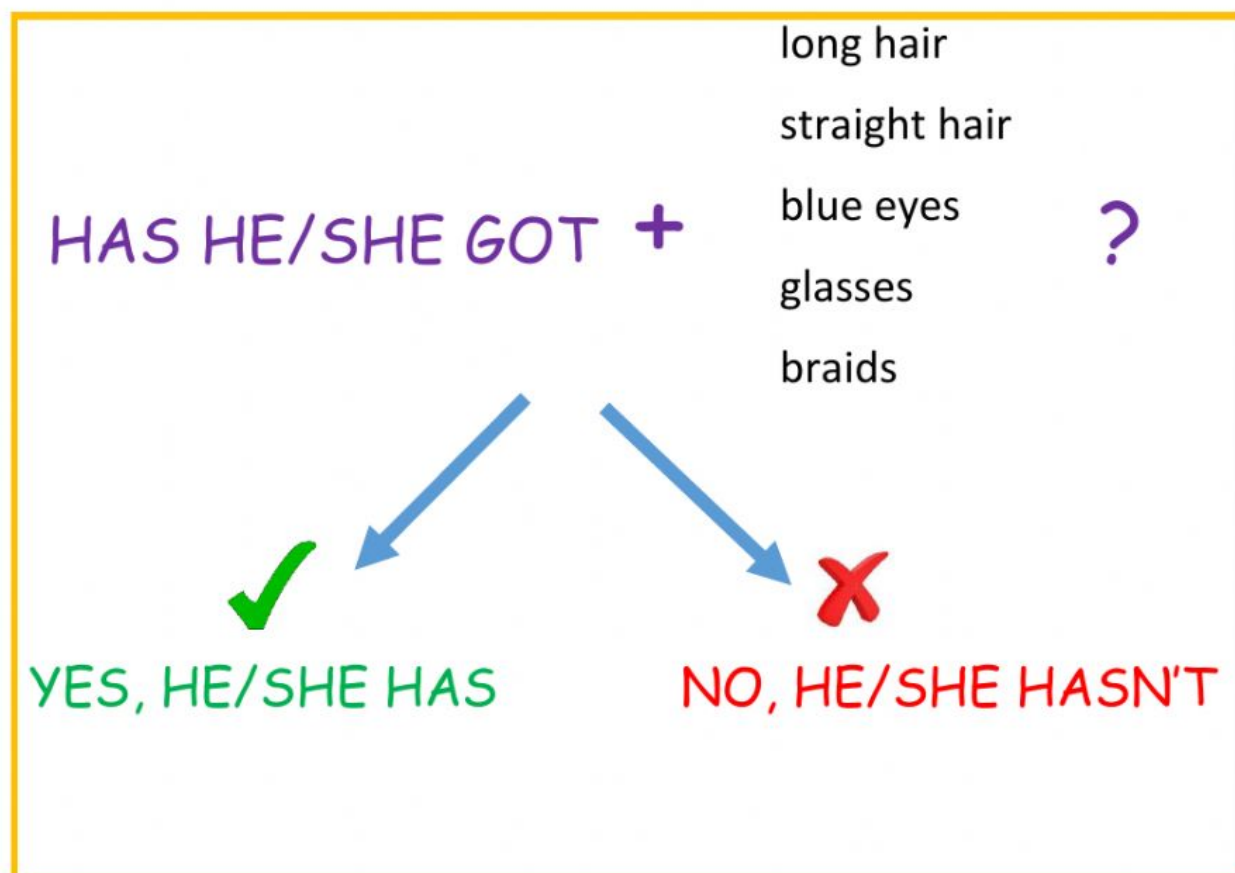 long hair
straight hair
HAS HE/SHE GOT + blue eyes ?
glasses
braids
YES, HE/SHE HAS
NO, HE/SHE HASN'T